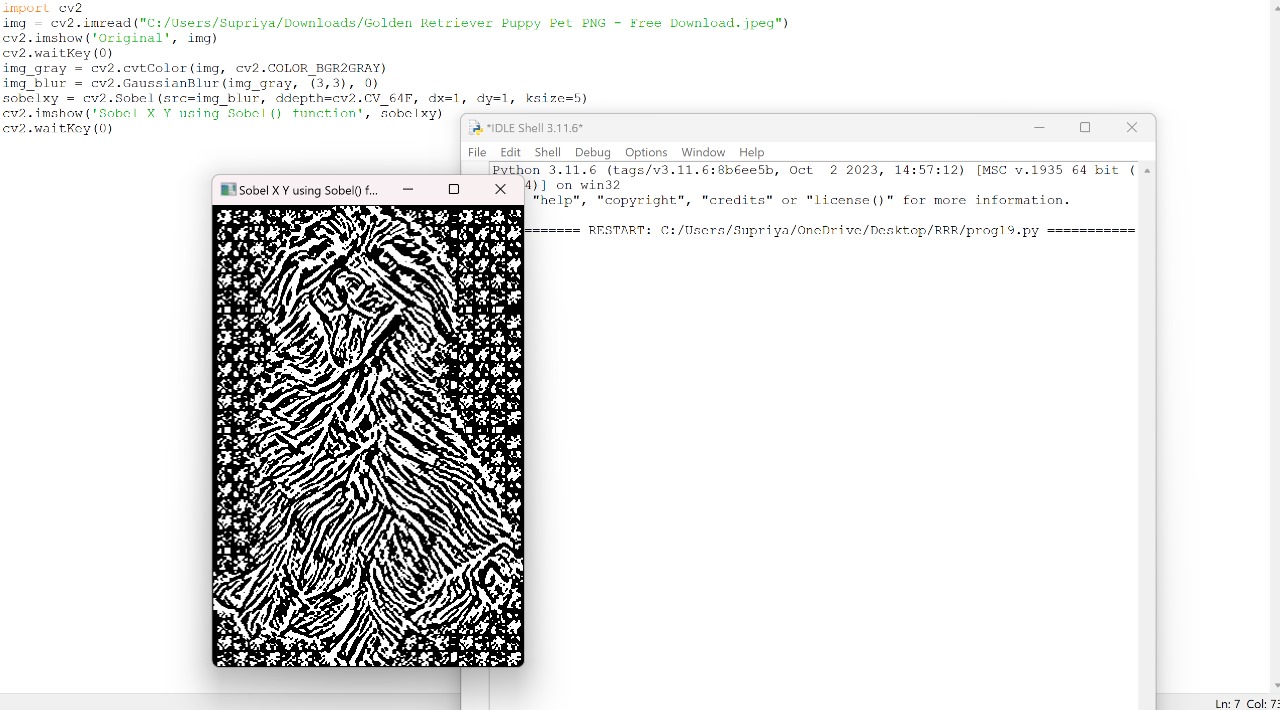 import cv2
img = cv2.imread("C:/Users/Supriya/Downloads/Golden Retriever Puppy Pet PNG - Free Download.jpeg")
cv2.imshow('Original', img)
cv2.waitKey(0)
img_gray = cv2.cvtColor(img, cv2.COLOR_BGR2GRAY)
img_blur = cv2.GaussianBlur(img_gray, (3,3), 0)
sobelxy = cv2.Sobel(src=img_blur, ddepth=cv2.CV_64F, dx=1, dy=1, ksize=5)
cv2.imshow('Sobel X Y using Sobel() function', sobelxy)
cv2.waitKey(0)
*IDLE Shell 3.11.6*
File Edit Shell Debug Options Window Help
Python 3.11.6 (tags/v3.11.6:8b6ee5b, Oct  2 2023, 14:57:12) [MSC v.1935 64 bit (
4)] on win32
"help", "copyright", "credits" or "license()" for more information.
======= RESTART: C:/Users/Supriya/OneDrive/Desktop/RRR/prog19.py ===========
Sobel X Y using Sobel() f...
Ln: 7 Col: 73